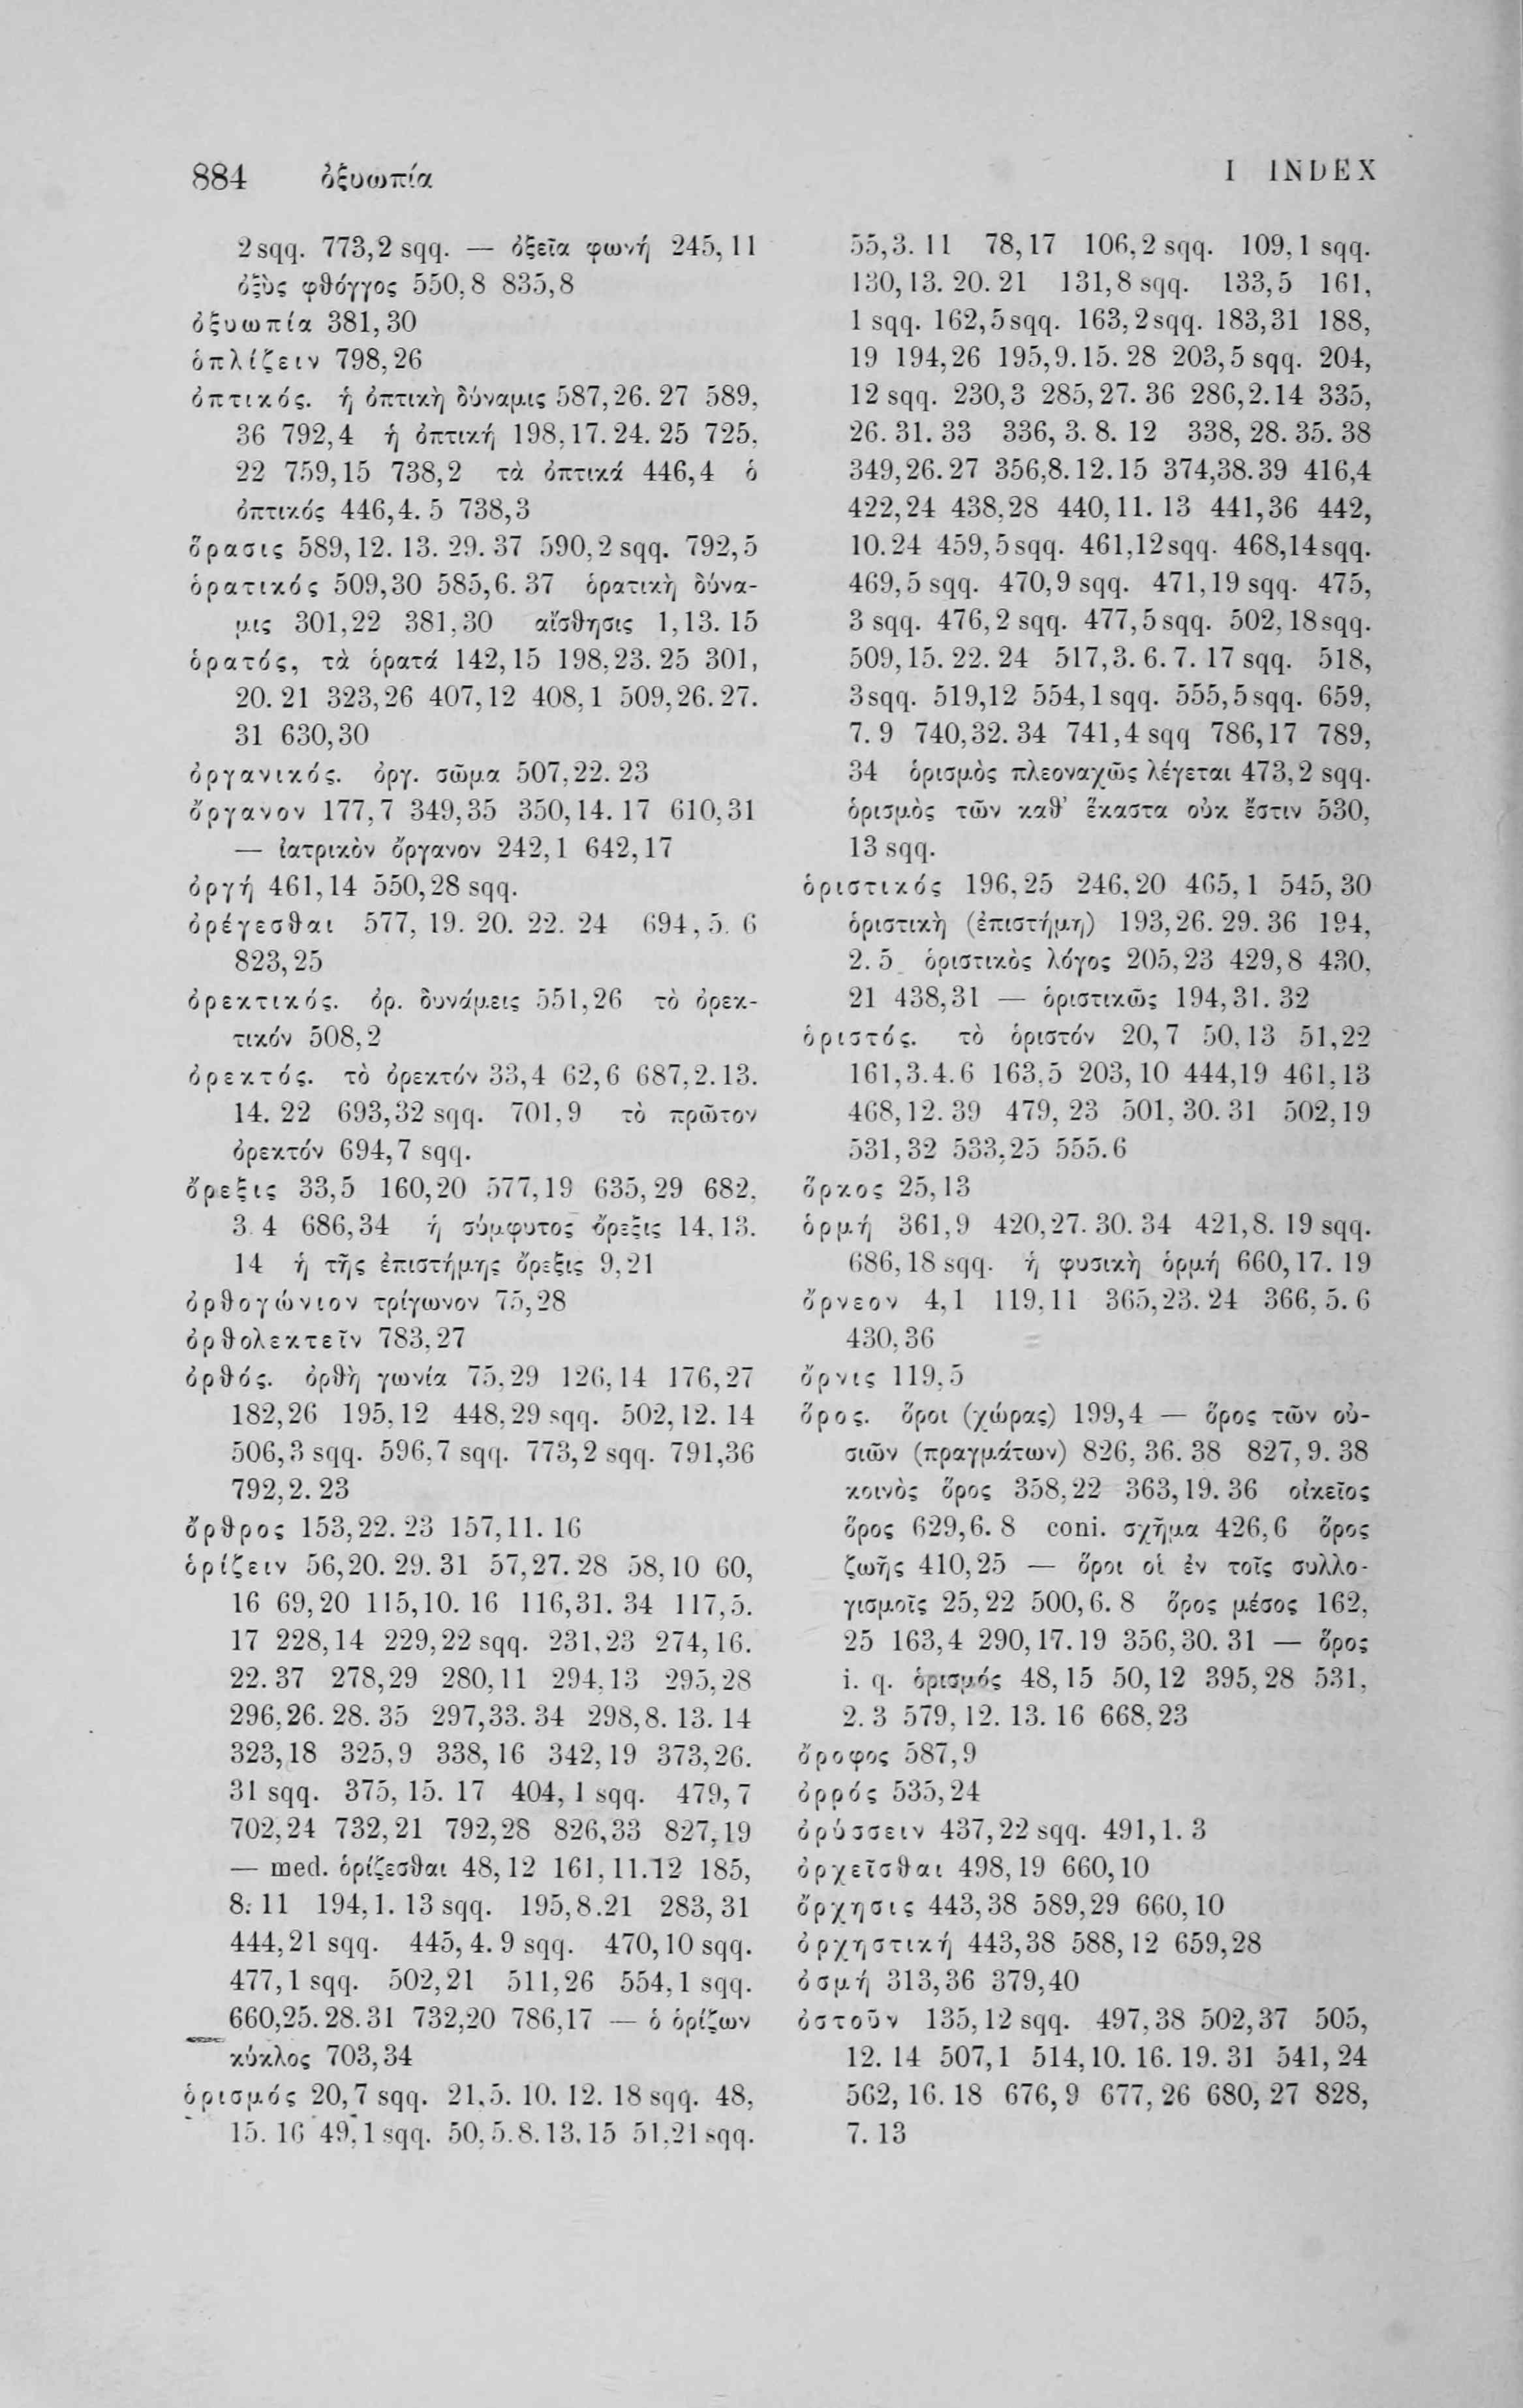 884 ὀξυωπία I INDEX
2 sqq. 773,2 sqq. — ὀξεῖα φωνή 245,11
ὀξὺς φθόγγος 550,8 835,8
ὀξυωπία 381,30
ὁπλίζειν 798,26
ὀπτικός. ἡ ὀπτικὴ δύναμις 587,26. 27 589,
36 792,4 ἡ ὀπτική 198,17. 24. 25 725,
22 759,15 738,2 τὰ ὀπτικά 446,4 ὁ
ὀπτικός 446,4. 5 738,3
ὅρασις 589,12. 13. 29. 37 590,2 sqq. 792,5
ὁρατικός 509,30 585,6. 37 ὁρατικὴ δύνα-
μις 301,22 381,30 αἴσθησις 1,13. 15
ὁρατός, τὰ ὁρατά 142,15 198,23. 25 301,
20. 21 323,26 407,12 408,1 509,26. 27.
31 630,30
ὀργανικός. ὀργ. σῶμα 507,22. 23
ὄργανον 177,7 349,35 350,14. 17 610,31
— ἰατρικὸν ὄργανον 242,1 642,17
ὀργή 461,14 550,28 sqq.
ὀρέγεσθαι 577, 19. 20. 22. 24 694, 5. 6
823,25
ὀρεκτικός. ὀρ. δυνάμεις 551,26 τὸ ὀρεκ-
τικόν 508,2
ὀρεκτός. τὸ ὀρεκτόν 33,4 62,6 687,2. 13.
14. 22 693,32 sqq. 701,9 τὸ πρῶτον
ὀρεκτόν 694,7 sqq.
ὄρεξις 33,5 160,20 577,19 635,29 682,
3. 4 686,34 ἡ σύμφυτος ὄρεξις 14,13.
14 ἡ τῆς ἐπιστήμης ὄρεξις 9,21
ὀρθογώνιον τρίγωνον 75,28
ὀρθολεκτεῖν 783,27
ὀρθός. ὀρθὴ γωνία 75,29 126,14 176,27
182,26 195,12 448,29 sqq. 502,12. 14
506,3 sqq. 596,7 sqq. 773,2 sqq. 791,36
792,2. 23
ὄρθρος 153,22. 23 157,11. 16
ὁρίζειν 56,20. 29. 31 57,27. 28 58,10 60,
16 69,20 115,10. 16 116,31. 34 117,5.
17 228,14 229,22 sqq. 231,23 274,16.
22. 37 278,29 280,11 294,13 295,28
296,26. 28. 35 297,33. 34 298,8. 13. 14
323,18 325,9 338,16 342,19 373,26.
31 sqq. 375, 15. 17 404, 1 sqq. 479,7
702,24 732,21 792,28 826,33 827,19
— med. ὁρίζεσθαι 48,12 161,11.12 185,
8. 11 194,1. 13 sqq. 195,8.21 283,31
444,21 sqq. 445,4. 9 sqq. 470,10 sqq.
477,1 sqq. 502,21 511,26 554,1 sqq.
660,25. 28. 31 732,20 786,17 — ὁ ὁρίζων
κύκλος 703,34
ὁρισμός 20,7 sqq. 21,5. 10. 12. 18 sqq. 48,
15. 16 49,1 sqq. 50,5. 8. 13. 15 51,21 sqq.
55,3. 11 78,17 106,2 sqq. 109,1 sqq.
130,13. 20. 21 131,8 sqq. 133,5 161,
1 sqq. 162,5 sqq. 163,2 sqq. 183,31 188,
19 194,26 195,9. 15. 28 203,5 sqq. 204,
12 sqq. 230,3 285,27. 36 286,2. 14 335,
26. 31. 33 336, 3. 8. 12 338, 28. 35. 38
349,26. 27 356,8. 12. 15 374,38. 39 416,4
422,24 438,28 440,11. 13 441,36 442,
10. 24 459,5 sqq. 461,12 sqq. 468,14 sqq.
469,5 sqq. 470,9 sqq. 471,19 sqq. 475,
3 sqq. 476,2 sqq. 477,5 sqq. 502,18 sqq.
509,15. 22. 24 517,3. 6. 7. 17 sqq. 518,
3 sqq. 519,12 554,1 sqq. 555,5 sqq. 659,
7. 9 740,32. 34 741,4 sqq 786,17 789,
34 ὁρισμὸς πλεοναχῶς λέγεται 473,2 sqq.
ὁρισμὸς τῶν καθ’ ἕκαστα οὐκ ἔστιν 530,
13 sqq.
ὁριστικός 196,25 246,20 465,1 545,30
ὁριστικὴ (ἐπιστήμη) 193,26. 29. 36 194,
2. 5 ὁριστικὸς λόγος 205,23 429,8 430,
21 438,31 — ὁριστικῶς 194,31. 32
ὁριστός. τὸ ὁριστόν 20,7 50,13 51,22
161,3. 4. 6 163,5 203,10 444,19 461,13
468,12. 39 479, 23 501, 30. 31 502,19
531,32 533,25 555.6
ὅρκος 25,13
ὁρμή 361,9 420,27. 30. 34 421,8. 19 sqq.
686,18 sqq. ἡ φυσικὴ ὁρμή 660,17. 19
ὄρνεον 4,1 119,11 365,23. 24 366, 5. 6
430,36
ὄρνις 119,5
ὅρος. ὅροι (χώρας) 199,4 — ὅρος τῶν οὐ-
σιῶν (πραγμάτων) 826, 36. 38 827, 9. 38
κοινὸς ὅρος 358,22 363,19. 36 οἰκεῖος
ὅρος 629,6. 8 coni. σχῆμα 426,6 ὅρος
ζωῆς 410,25 — ὅροι οἱ ἐν τοῖς συλλο-
γισμοῖς 25,22 500,6. 8 ὅρος μέσος 162,
25 163,4 290,17. 19 356,30. 31 — ὅρος
i. q. ὁρισμός 48,15 50,12 395,28 531,
2. 3 579, 12. 13. 16 668,23
ὄροφος 587,9
ὀρρός 535,24
ὀρύσσειν 437,22 sqq. 491,1. 3
ὀρχεῖσθαι 498,19 660,10
ὄρχησις 443,38 589,29 660,10
ὀρχηστική 443,38 588,12 659,28
ὀσμή 313,36 379,40
ὀστοῦν 135,12 sqq. 497,38 502,37 505,
12. 14 507,1 514,10. 16. 19. 31 541,24
562, 16. 18 676, 9 677, 26 680, 27 828,
7. 13